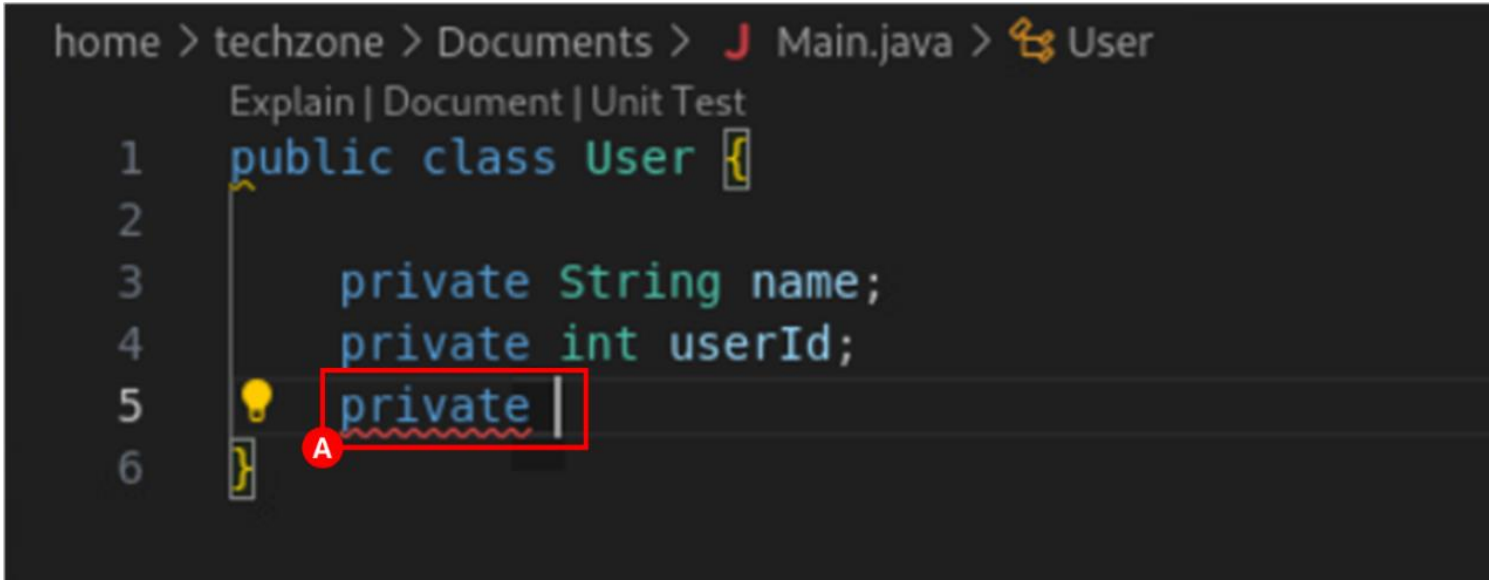 home > techzone > Documents > J Main.java > User
Explain | Document | Unit Test
1 public class User {
2
3 private String name;
4 private int userId;
5 private
A
6 }